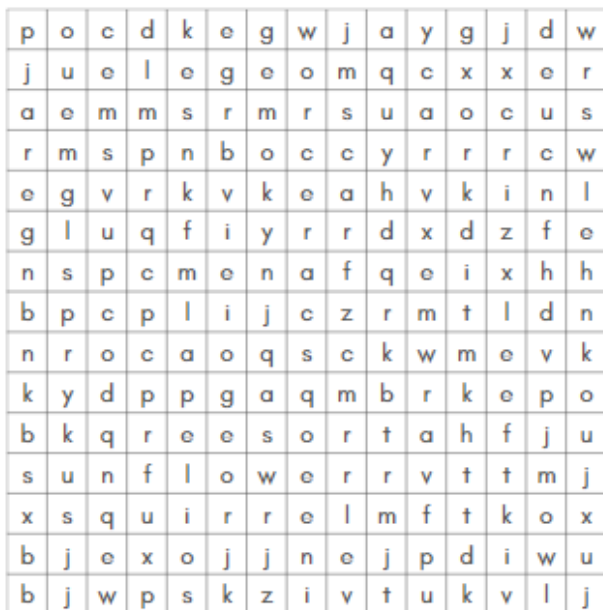 p o c d k e g w j a y g j d w
j u e l e g e o m q c x x e r
a e m m s r m r s u a o c u s
r m s p n b o c c y r r r c w
e g v r k v k e a h v k i n l
g l u q f i y r r d x d z f e
n s p c m e n a f q e i x h h
b p c p l i j c z r m t l d n
n r o c a o q s c k w m e v k
k y d p p g a q m b r k e p o
b k q r e e s o r t a h f j u
s u n f l o w e r r v t t m j
x s q u i r r e l m f t k o x
b j e x o j j n e j p d i w u
b j w p s k z i v t u k v l j